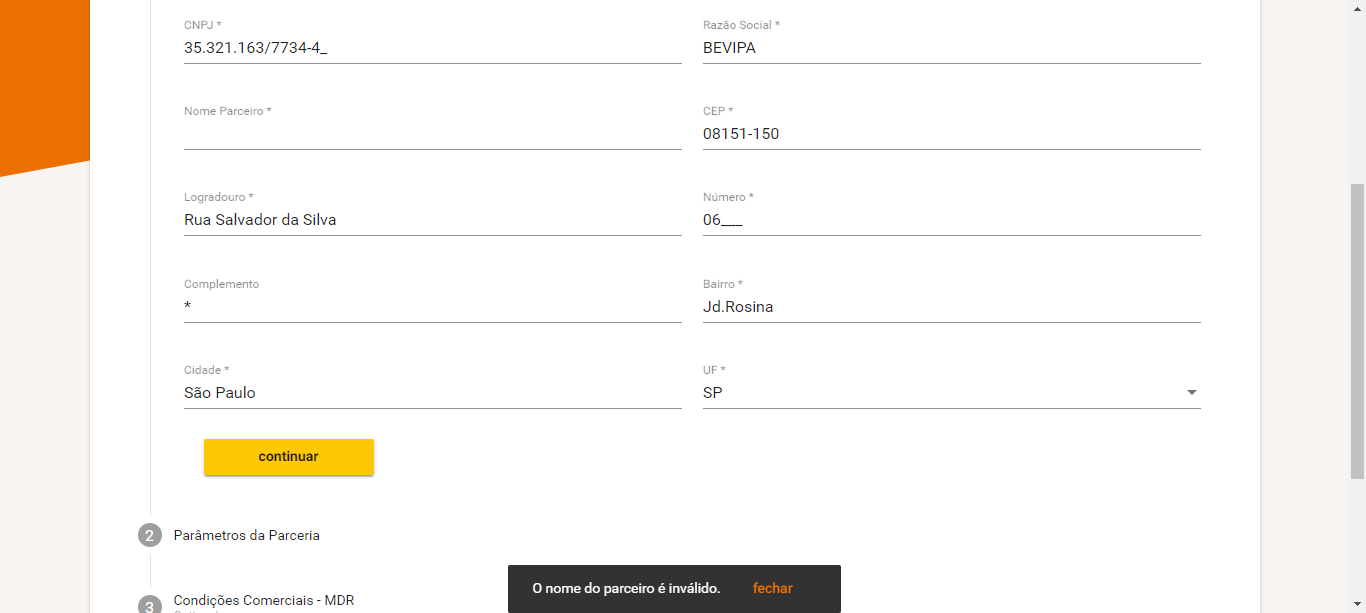 CNPJ *
35.321.163/7734-4_
Razão Social *
BEVIPA
Nome Parceiro *
CEP *
08151-150
Logradouro *
Rua Salvador da Silva
Número *
06___
Complemento
*
Bairro *
Jd.Rosina
Cidade *
São Paulo
UF *
SP
continuar
2 Parâmetros da Parceria
3 Condições Comerciais - MDR
O nome do parceiro é inválido. fechar